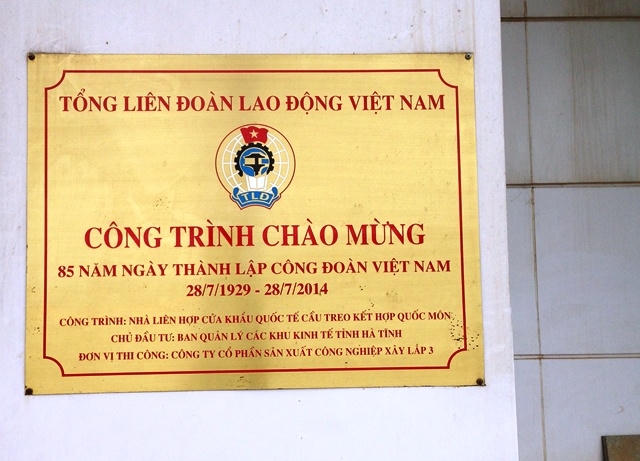 TỔNG LIÊN ĐOÀN LAO ĐỘNG VIỆT NAM
TLD
CÔNG TRÌNH CHÀO MỪNG
85 NĂM NGÀY THÀNH LẬP CÔNG ĐOÀN VIỆT NAM
28/7/1929 - 28/7/2014
CÔNG TRÌNH: NHÀ LIÊN HỢP CỬA KHẨU QUỐC TẾ CẦU TREO KẾT HỢP QUỐC MÔN
CHỦ ĐẦU TƯ: BAN QUẢN LÝ CÁC KHU KINH TẾ TỈNH HÀ TĨNH
ĐƠN VỊ THI CÔNG: CÔNG TY CỔ PHẦN SẢN XUẤT CÔNG NGHIỆP XÂY LẮP 3